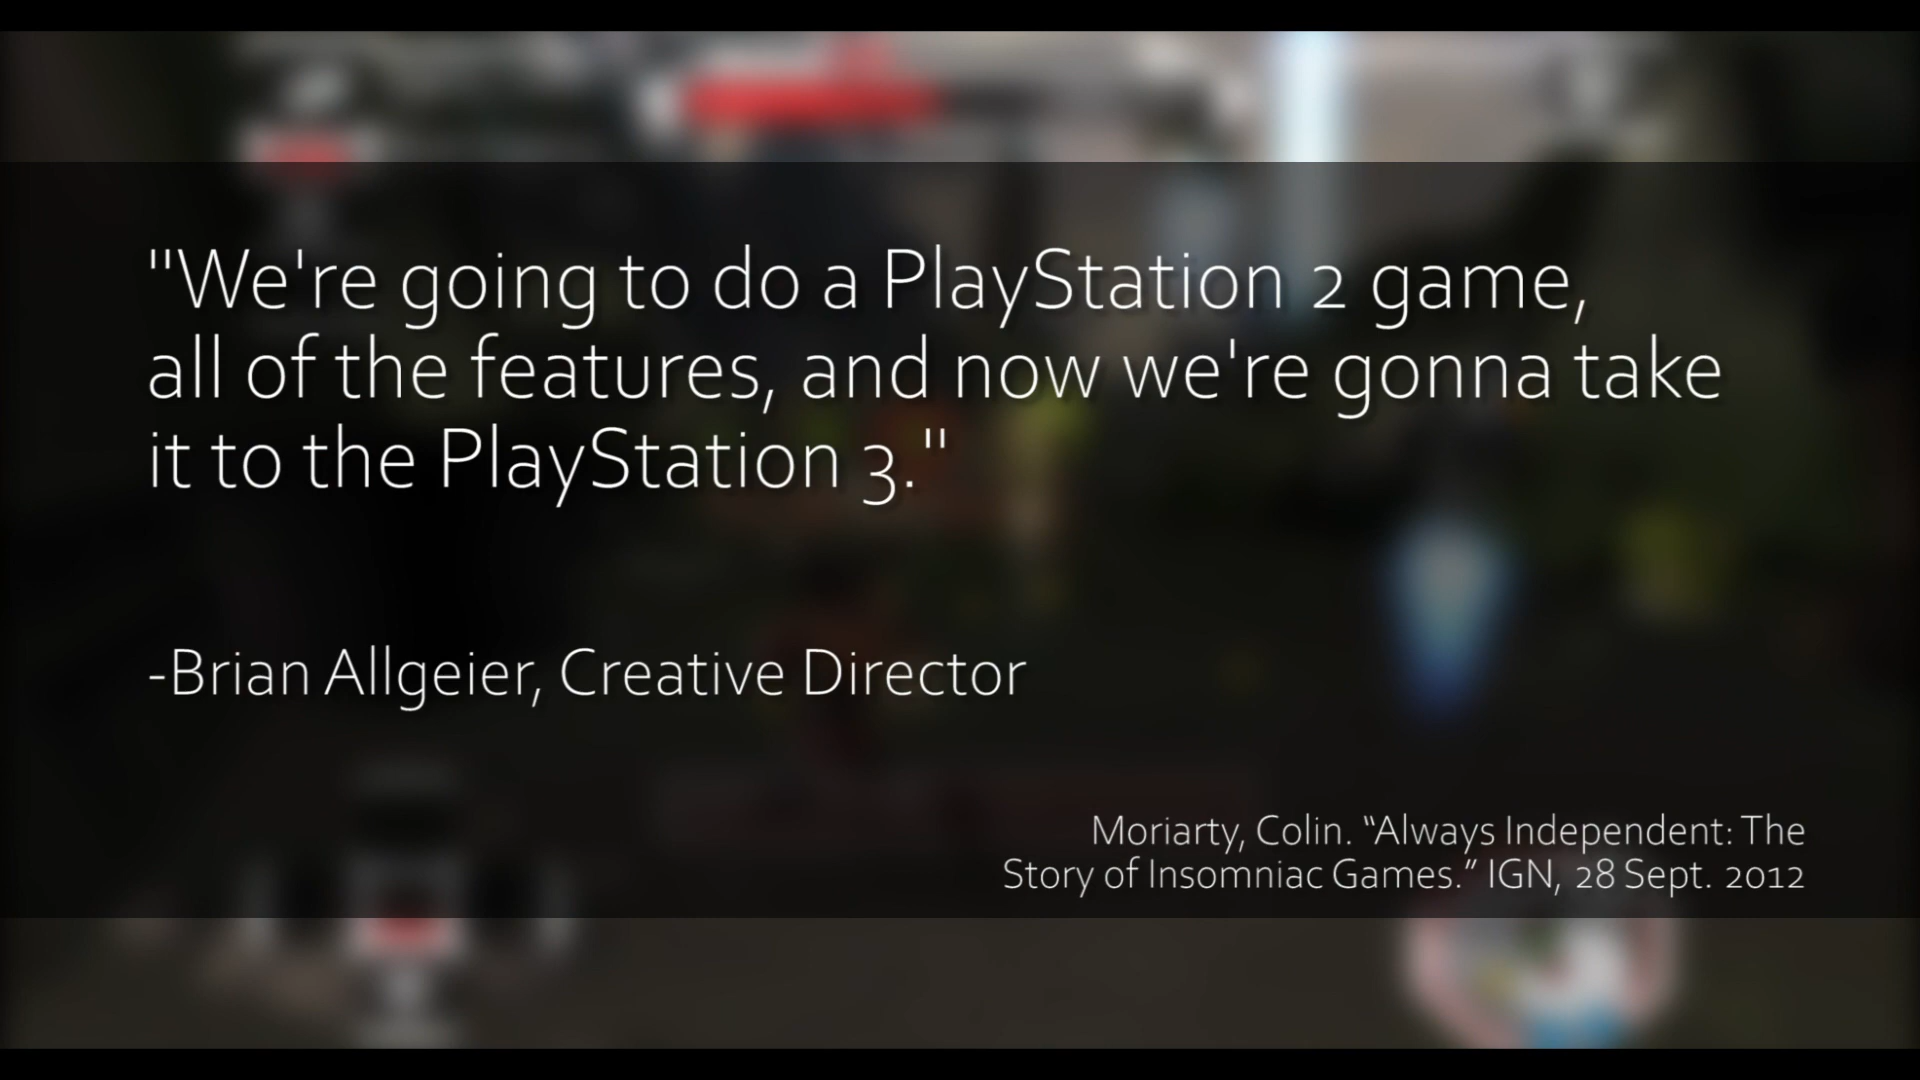 "We're going to do a PlayStation 2 game,
all of the features, and now we're gonna take
it to the PlayStation 3."
-Brian Allgeier, Creative Director
Moriarty, Colin. “Always Independent: The
Story of Insomniac Games.” IGN, 28 Sept. 2012